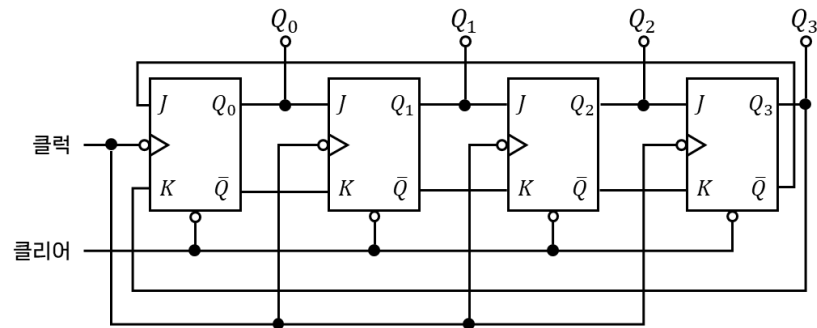 Q₀ Q₁ Q₂ Q₃
J Q₀ J Q₁ J Q₂ J Q₃
클럭
K Q̅ K Q̅ K Q̅ K Q̅
클리어